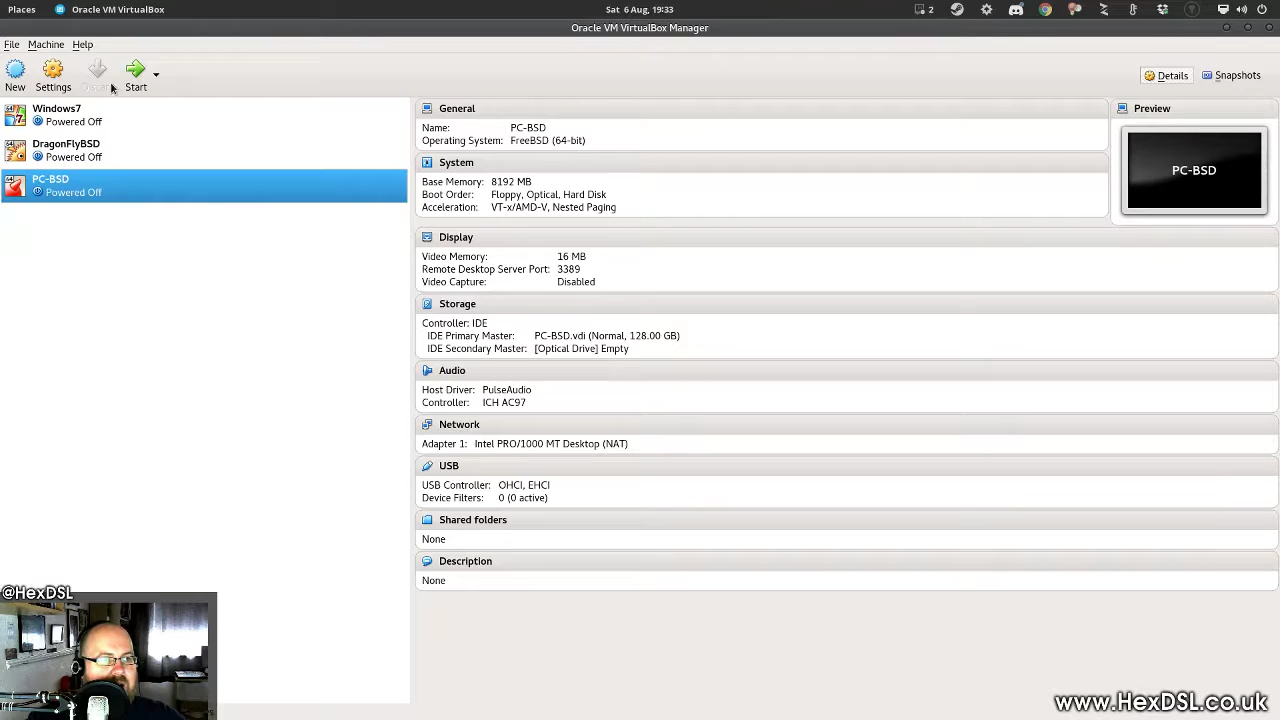 Places Oracle VM VirtualBox Sat 6 Aug, 19:33 2
Oracle VM VirtualBox Manager
File Machine Help
New Settings Discard Start Details Snapshots
Windows7
Powered Off
DragonFlyBSD
Powered Off
PC-BSD
Powered Off
General
Name: PC-BSD
Operating System: FreeBSD (64-bit)
System
Base Memory: 8192 MB
Boot Order: Floppy, Optical, Hard Disk
Acceleration: VT-x/AMD-V, Nested Paging
Preview
PC-BSD
Display
Video Memory: 16 MB
Remote Desktop Server Port: 3389
Video Capture: Disabled
Storage
Controller: IDE
IDE Primary Master: PC-BSD.vdi (Normal, 128.00 GB)
IDE Secondary Master: [Optical Drive] Empty
Audio
Host Driver: PulseAudio
Controller: ICH AC97
Network
Adapter 1: Intel PRO/1000 MT Desktop (NAT)
USB
USB Controller: OHCI, EHCI
Device Filters: 0 (0 active)
Shared folders
None
Description
None
@HexDSL
www.HexDSL.co.uk